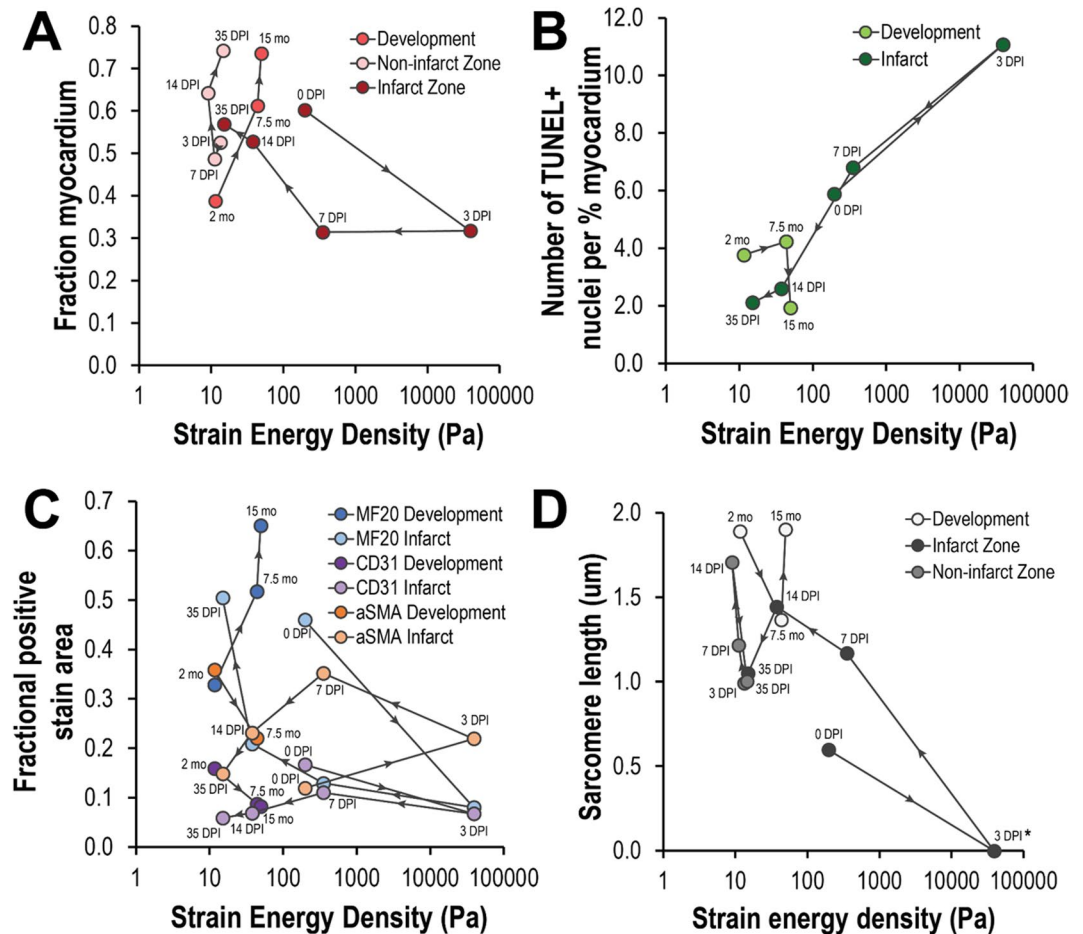 A
Fraction myocardium
0.8
0.7
0.6
0.5
0.4
0.3
0.2
0.1
0.0
35 DPI
15 mo
Development
Non-infarct Zone
Infarct Zone
14 DPI
0 DPI
35 DPI
7.5 mo
3 DPI
14 DPI
7 DPI
2 mo
7 DPI
3 DPI
1 10 100 1000 10000 100000
Strain Energy Density (Pa)
B
Number of TUNEL+
nuclei per % myocardium
12.0
10.0
8.0
6.0
4.0
2.0
0.0
Development
Infarct
3 DPI
7 DPI
0 DPI
2 mo
7.5 mo
14 DPI
35 DPI
15 mo
1 10 100 1000 10000 100000
Strain Energy Density (Pa)
C
Fractional positive
stain area
0.7
0.6
0.5
0.4
0.3
0.2
0.1
0.0
15 mo
MF20 Development
MF20 Infarct
CD31 Development
CD31 Infarct
aSMA Development
aSMA Infarct
7.5 mo
35 DPI
0 DPI
2 mo
7 DPI
14 DPI
7.5 mo
3 DPI
0 DPI
2 mo
35 DPI
7.5 mo
0 DPI
7 DPI
35 DPI
14 DPI
15 mo
3 DPI
1 10 100 1000 10000 100000
Strain Energy Density (Pa)
D
Sarcomere length (um)
2.0
1.5
1.0
0.5
0.0
2 mo
15 mo
Development
Infarct Zone
Non-infarct Zone
14 DPI
14 DPI
7.5 mo
7 DPI
7 DPI
35 DPI
3 DPI
35 DPI
0 DPI
3 DPI *
1 10 100 1000 10000 100000
Strain energy density (Pa)